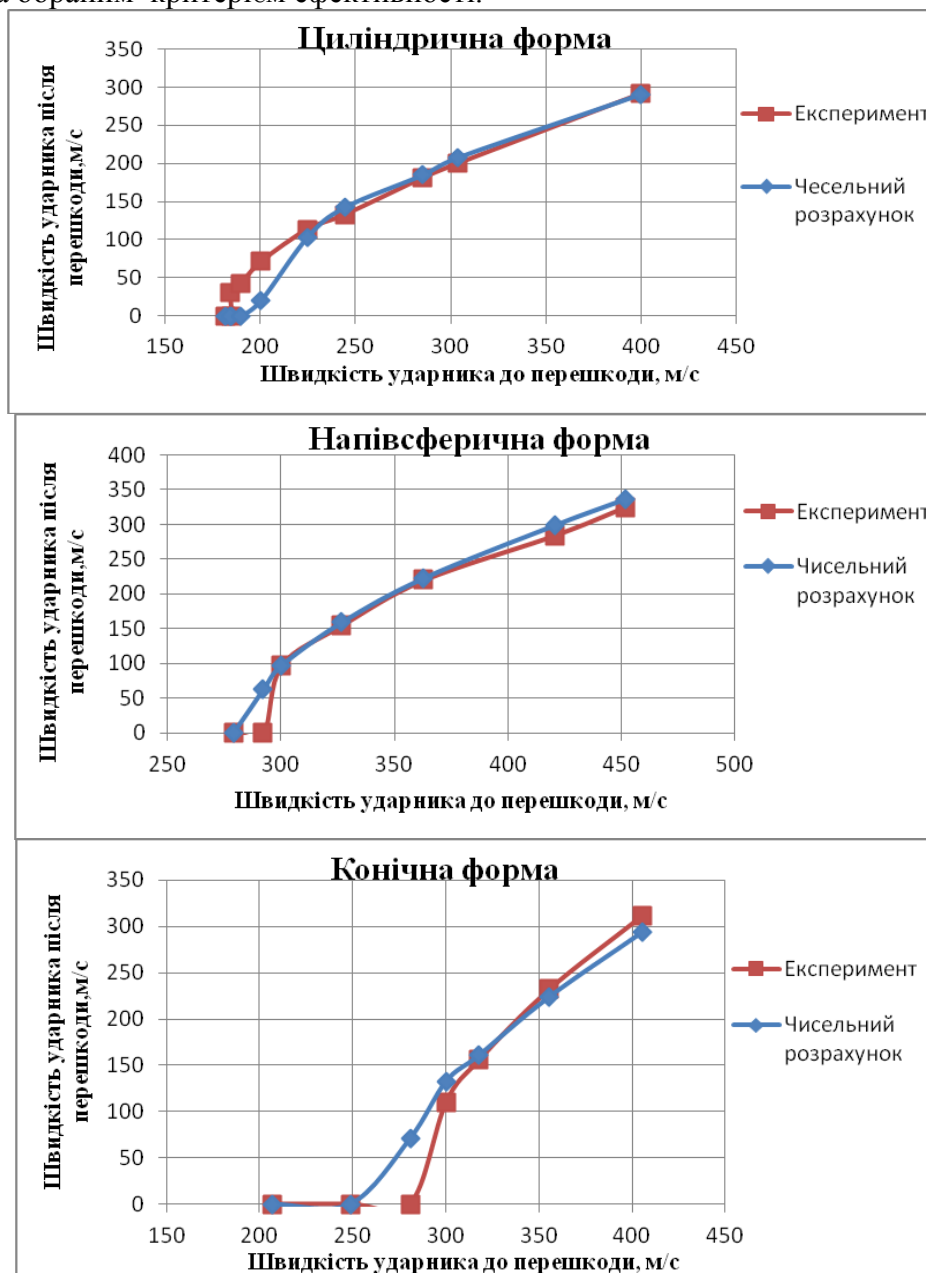 обраним критерієм ефективності.
Циліндрична форма
Швидкість ударника після
перешкоди,м/с
350
300
250
200
150
100
50
0
150 200 250 300 350 400 450
Швидкість ударника до перешкоди, м/с
Експеримент
Чесельний
розрахунок
Напівсферична форма
Швидкість ударника після
перешкоди,м/с
400
350
300
250
200
150
100
50
0
250 300 350 400 450 500
Швидкість ударника до перешкоди, м/с
Експеримент
Чисельний
розрахунок
Конічна форма
Швидкість ударника після
перешкоди,м/с
350
300
250
200
150
100
50
0
150 200 250 300 350 400 450
Швидкість ударника до перешкоди, м/с
Експеримент
Чисельний
розрахунок